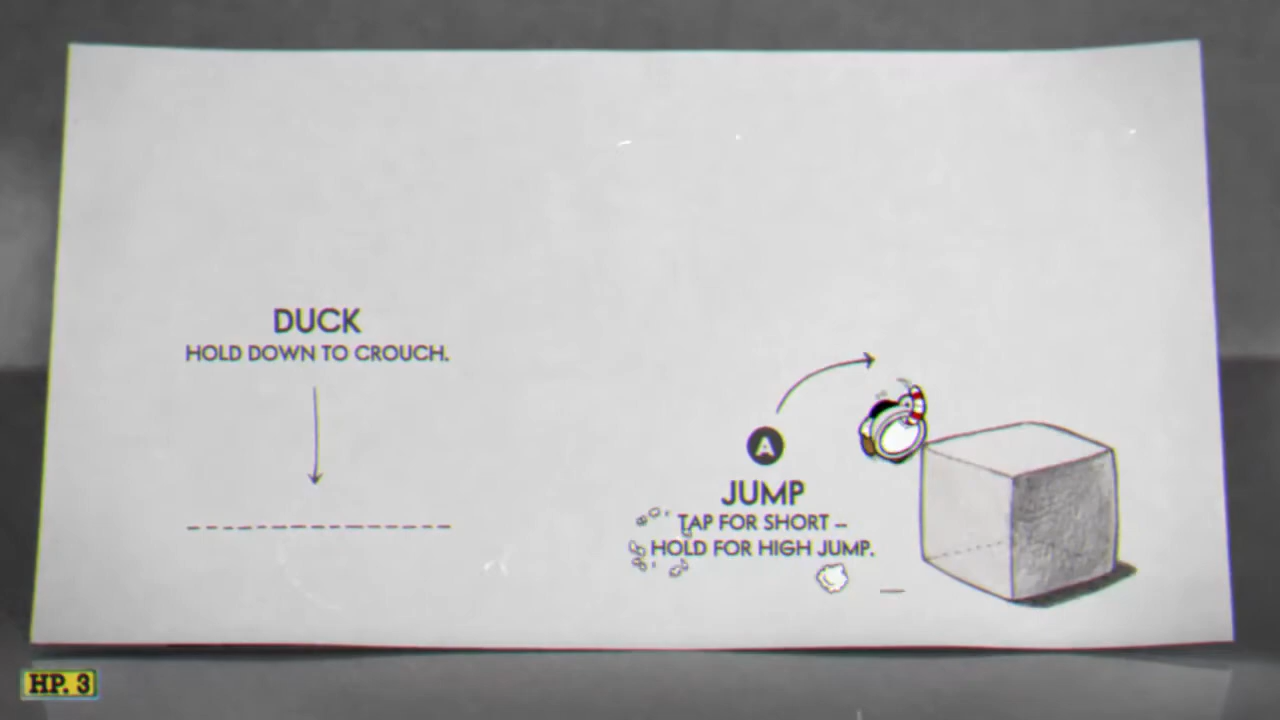 DUCK
HOLD DOWN TO CROUCH.
A
JUMP
TAP FOR SHORT –
HOLD FOR HIGH JUMP.
HP. 3